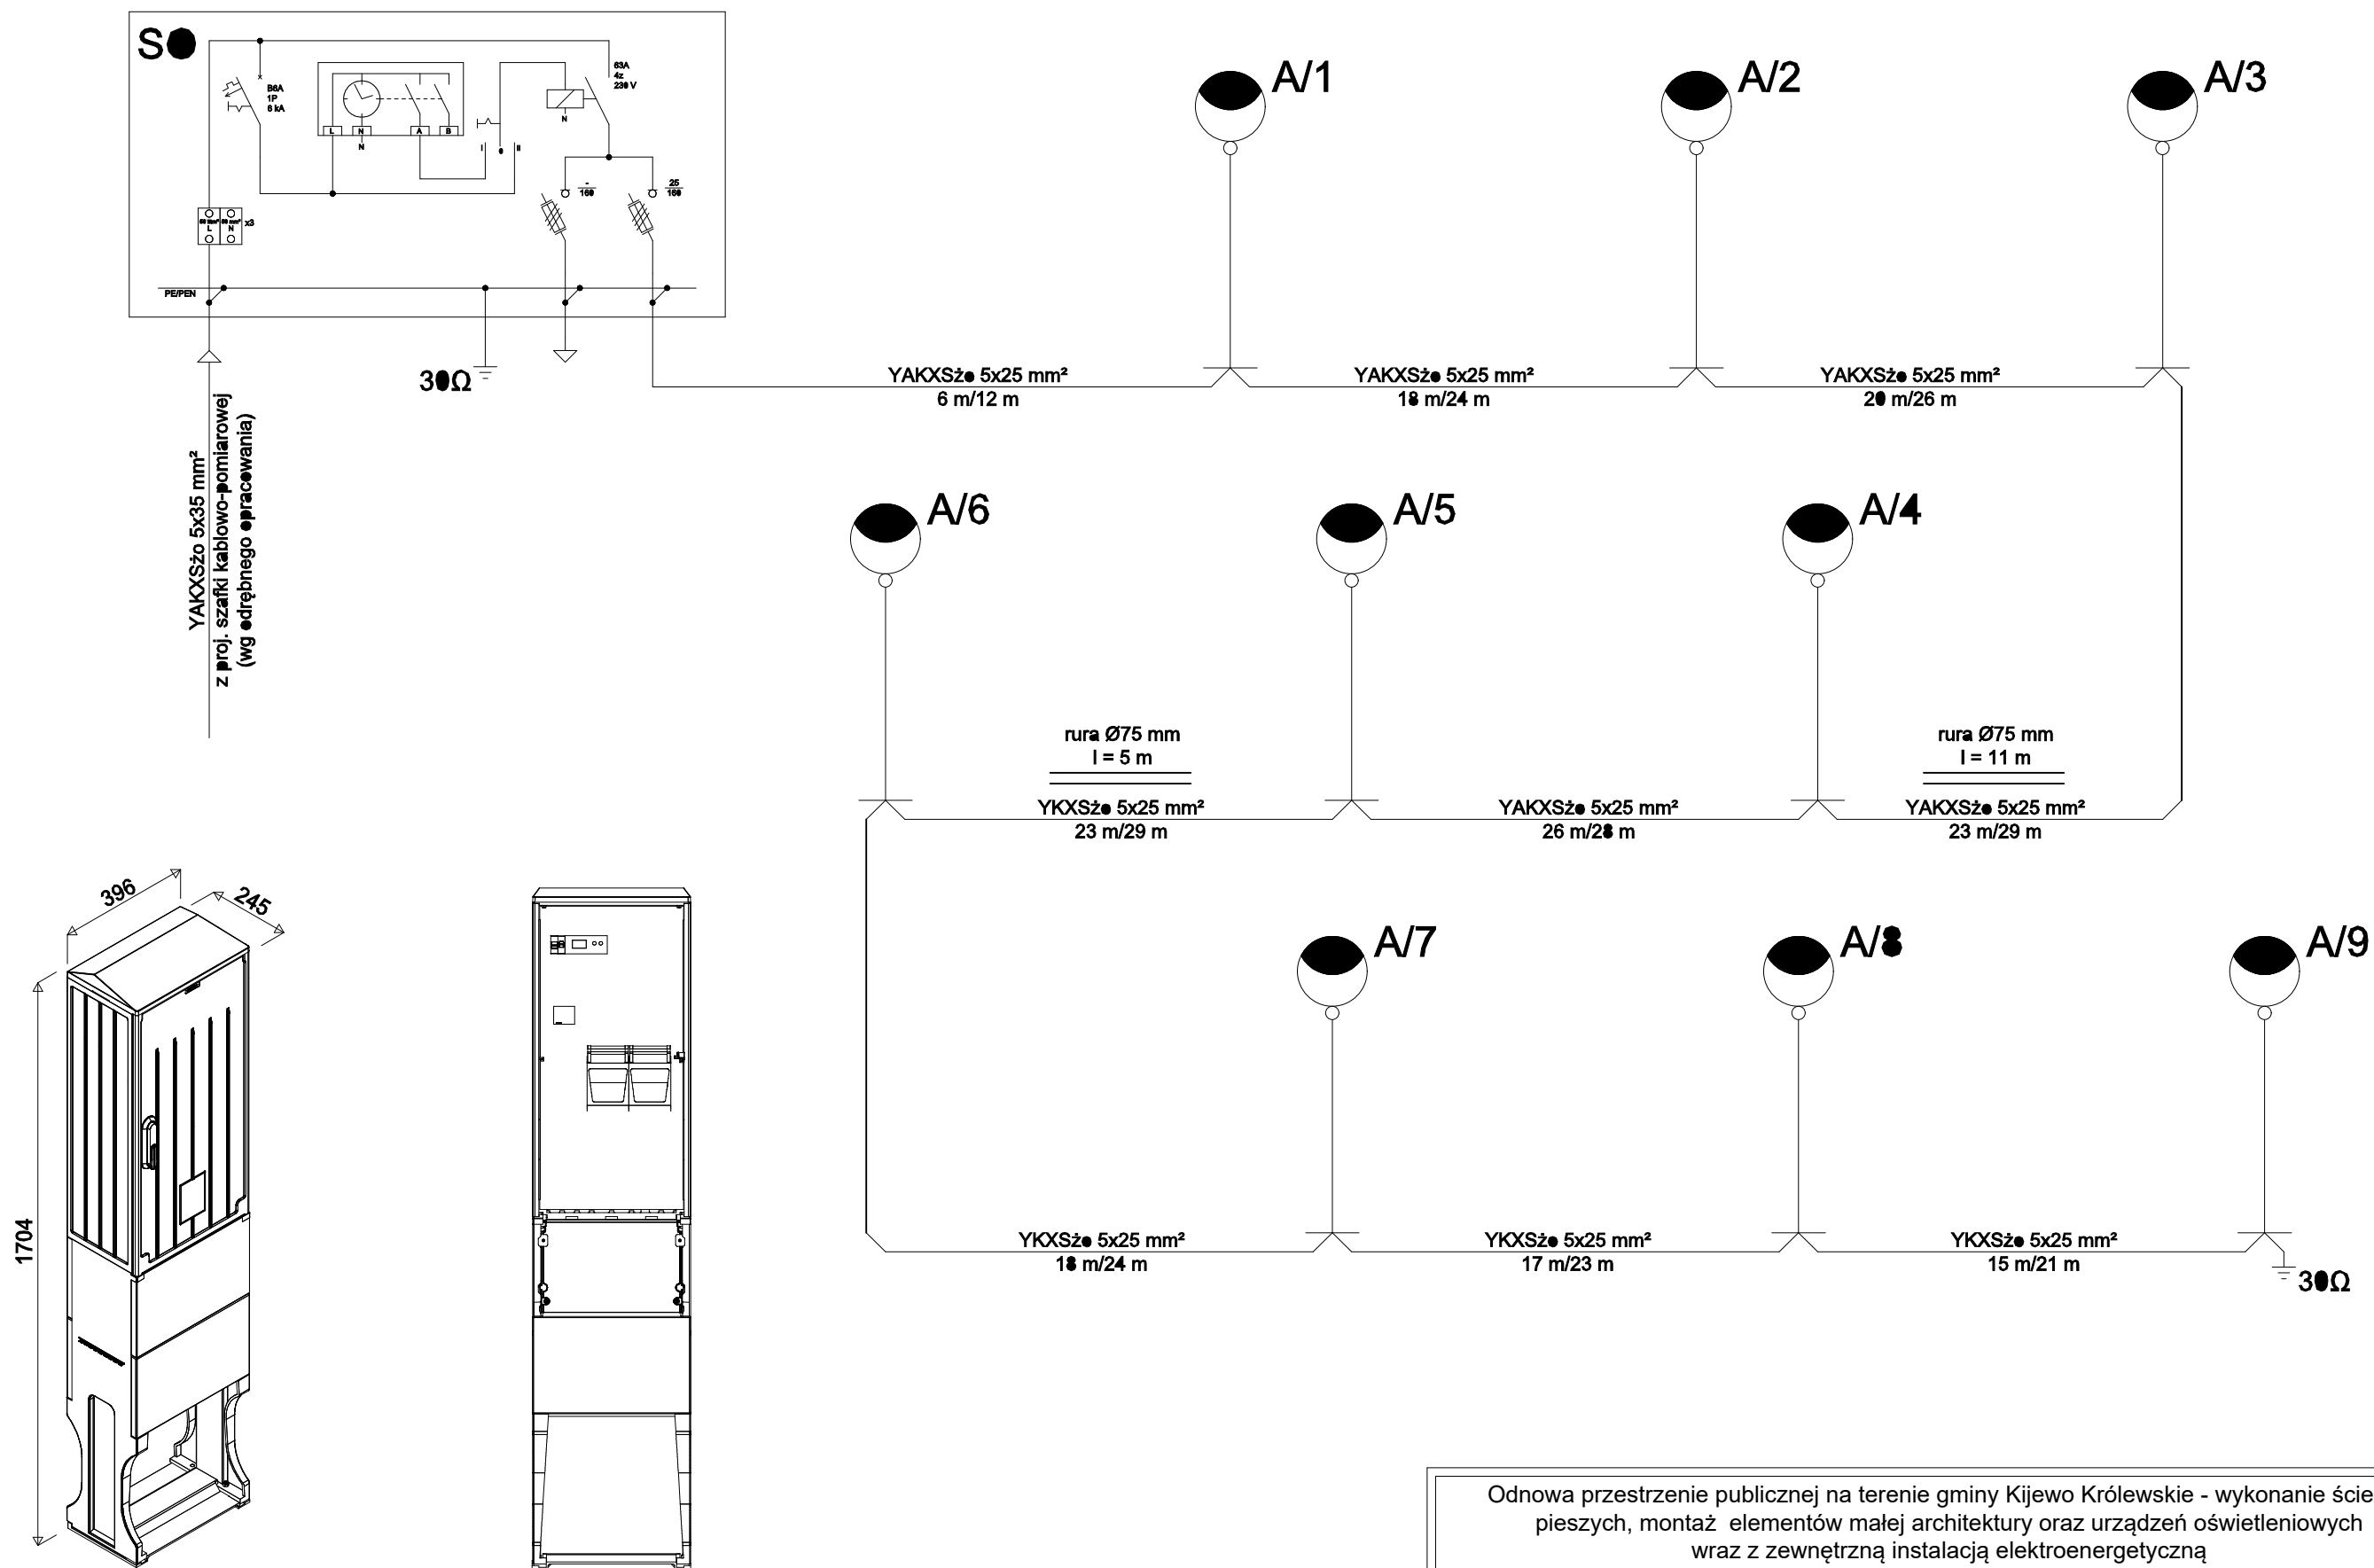 SO
B6A
1P
6 kA
L
N
A
B
N
I
0
II
63A
4z
230 V
N
-
160
25
160
L
N
x3
PE/PEN
30Ω
YAKXSżo 5x35 mm²
z proj. szafki kablowo-pomiarowej
(wg odrębnego opracowania)
A/1
A/2
A/3
YAKXSżo 5x25 mm²
6 m/12 m
YAKXSżo 5x25 mm²
18 m/24 m
YAKXSżo 5x25 mm²
20 m/26 m
A/6
A/5
A/4
rura Ø75 mm
l = 5 m
rura Ø75 mm
l = 11 m
YKXSżo 5x25 mm²
23 m/29 m
YAKXSżo 5x25 mm²
26 m/28 m
YAKXSżo 5x25 mm²
23 m/29 m
396
245
1704
A/7
A/8
A/9
YKXSżo 5x25 mm²
18 m/24 m
YKXSżo 5x25 mm²
17 m/23 m
YKXSżo 5x25 mm²
15 m/21 m
30Ω
Odnowa przestrzenie publicznej na terenie gminy Kijewo Królewskie - wykonanie ście
pieszych, montaż elementów małej architektury oraz urządzeń oświetleniowych
wraz z zewnętrzną instalacją elektroenergetyczną